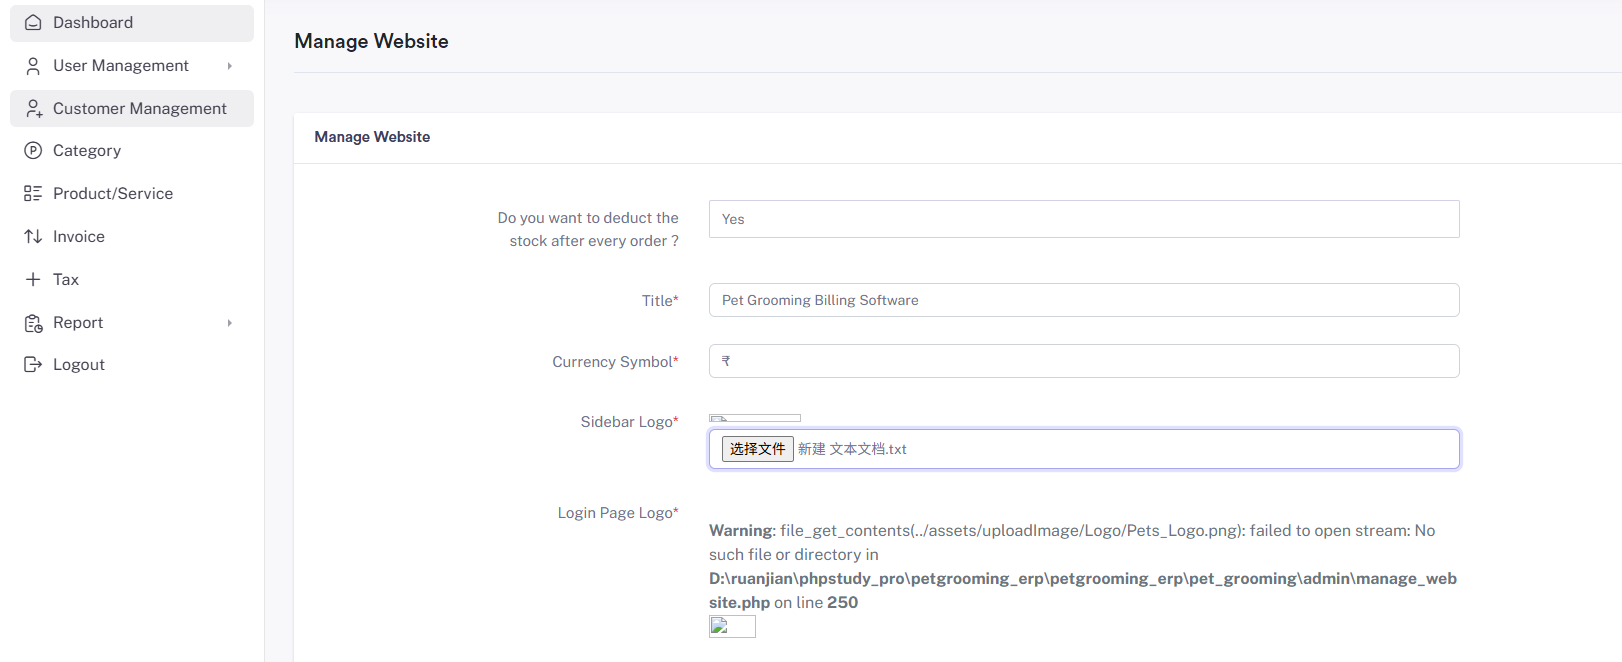 Dashboard
User Management
Customer Management
Category
Product/Service
Invoice
Tax
Report
Logout
Manage Website
Manage Website
Do you want to deduct the
stock after every order ?
Yes
Title*
Pet Grooming Billing Software
Currency Symbol*
₹
Sidebar Logo*
选择文件 新建 文本文档.txt
Login Page Logo*
Warning: file_get_contents(../assets/uploadImage/Logo/Pets_Logo.png): failed to open stream: No
such file or directory in
D:\ruanjian\phpstudy_pro\petgrooming_erp\petgrooming_erp\pet_grooming\admin\manage_web
site.php on line 250